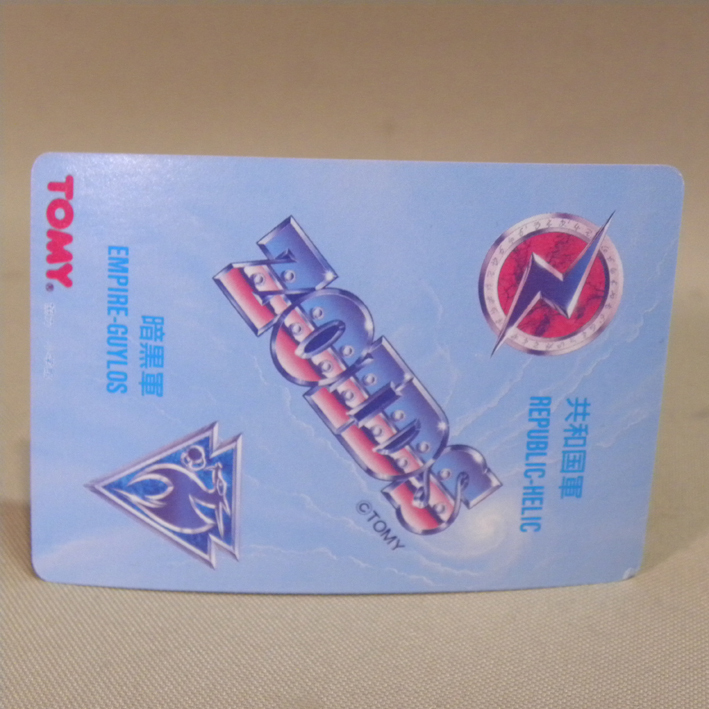 共和国軍
REPUBLIC-HELIC
ZOIDS
©TOMY
暗黒軍
EMPIRE-GUYLOS
TOMY®